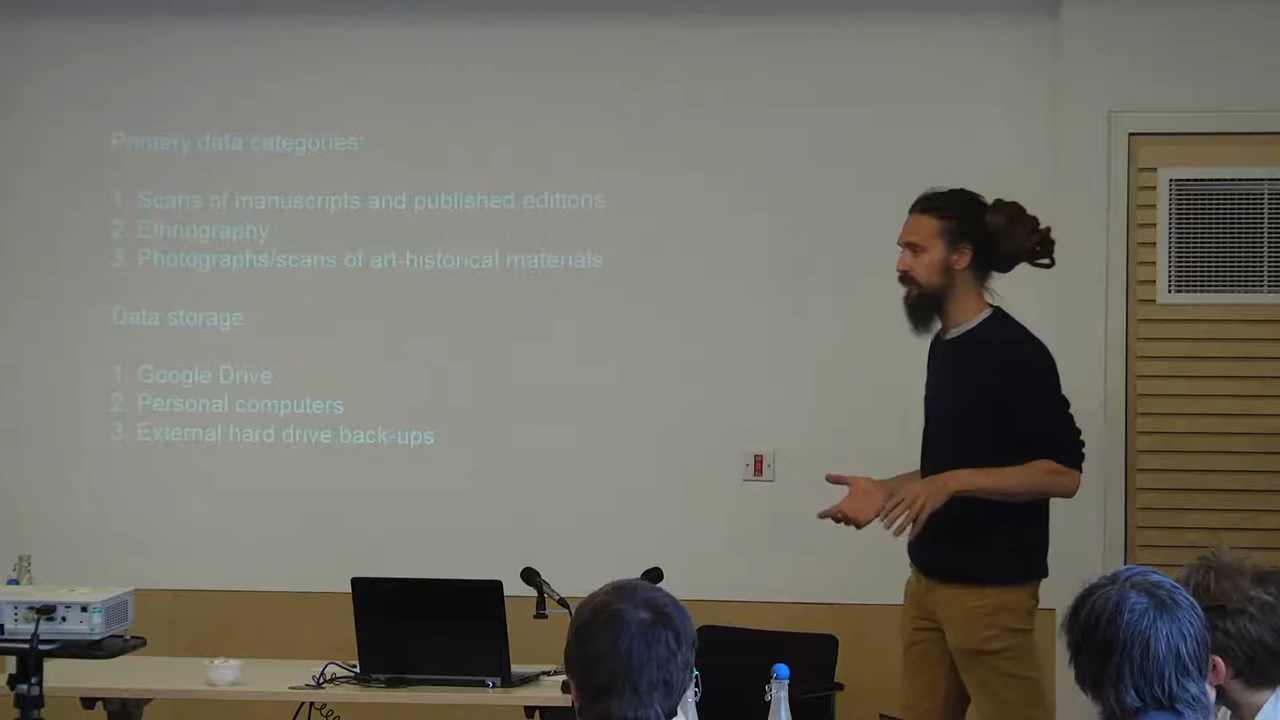 Primary data categories:
1. Scans of manuscripts and published editions
2. Ethnography
3. Photographs/scans of art-historical materials
Data storage
1. Google Drive
2. Personal computers
3. External hard drive back-ups